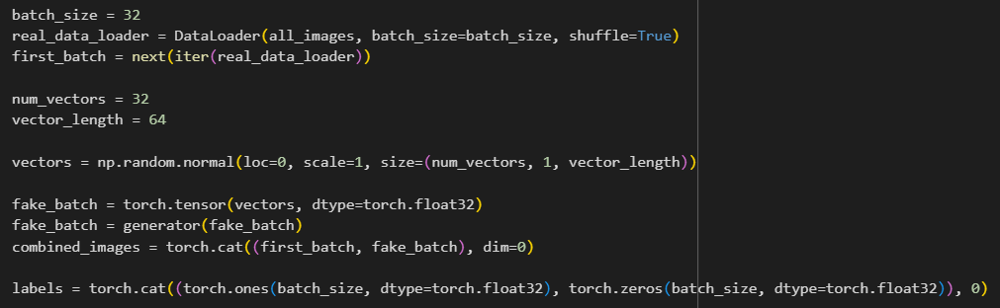 batch_size = 32
real_data_loader = DataLoader(all_images, batch_size=batch_size, shuffle=True)
first_batch = next(iter(real_data_loader))
num_vectors = 32
vector_length = 64
vectors = np.random.normal(loc=0, scale=1, size=(num_vectors, 1, vector_length))
fake_batch = torch.tensor(vectors, dtype=torch.float32)
fake_batch = generator(fake_batch)
combined_images = torch.cat((first_batch, fake_batch), dim=0)
labels = torch.cat((torch.ones(batch_size, dtype=torch.float32), torch.zeros(batch_size, dtype=torch.float32)), 0)